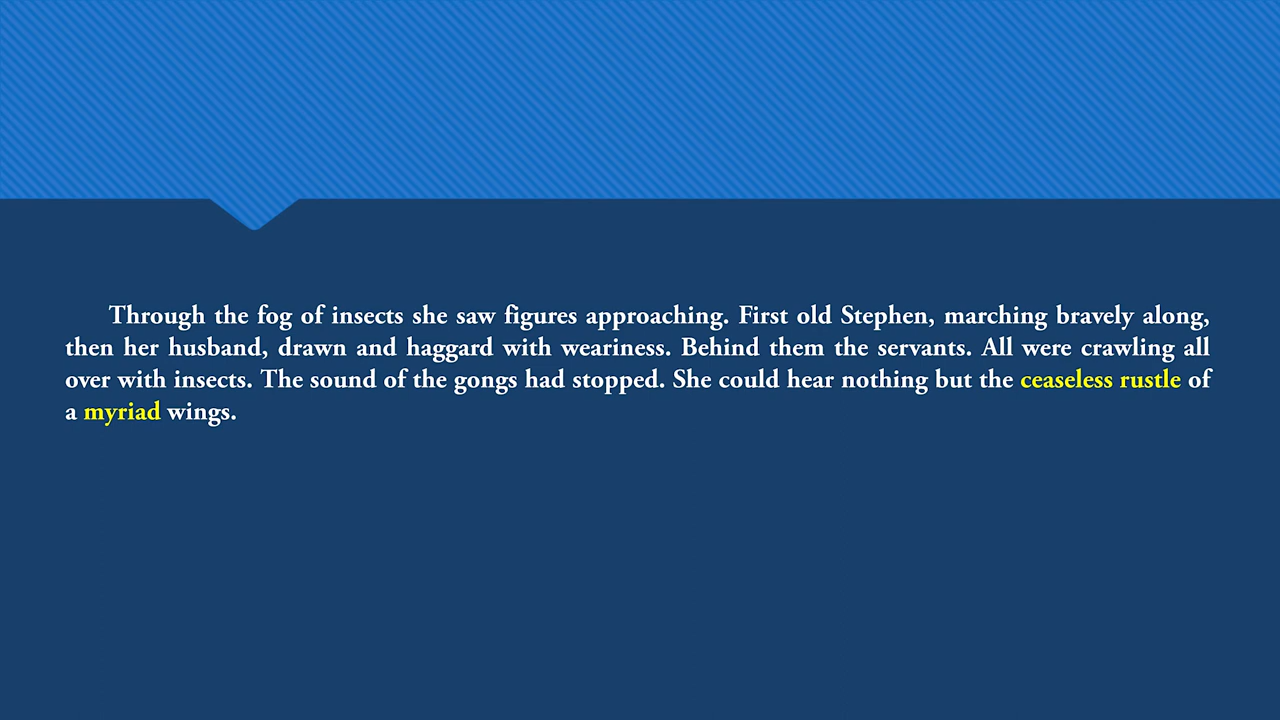 Through the fog of insects she saw figures approaching. First old Stephen, marching bravely along,
then her husband, drawn and haggard with weariness. Behind them the servants. All were crawling all
over with insects. The sound of the gongs had stopped. She could hear nothing but the ceaseless rustle of
a myriad wings.